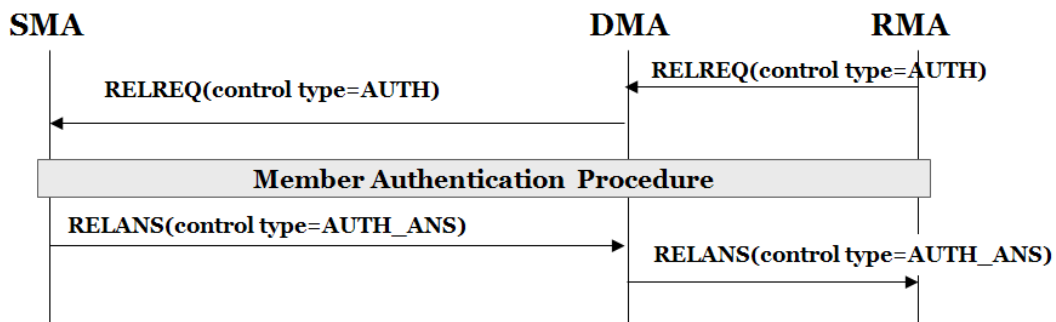 SMA DMA RMA
RELREQ(control type=AUTH)
RELREQ(control type=AUTH)
Member Authentication Procedure
RELANS(control type=AUTH_ANS)
RELANS(control type=AUTH_ANS)